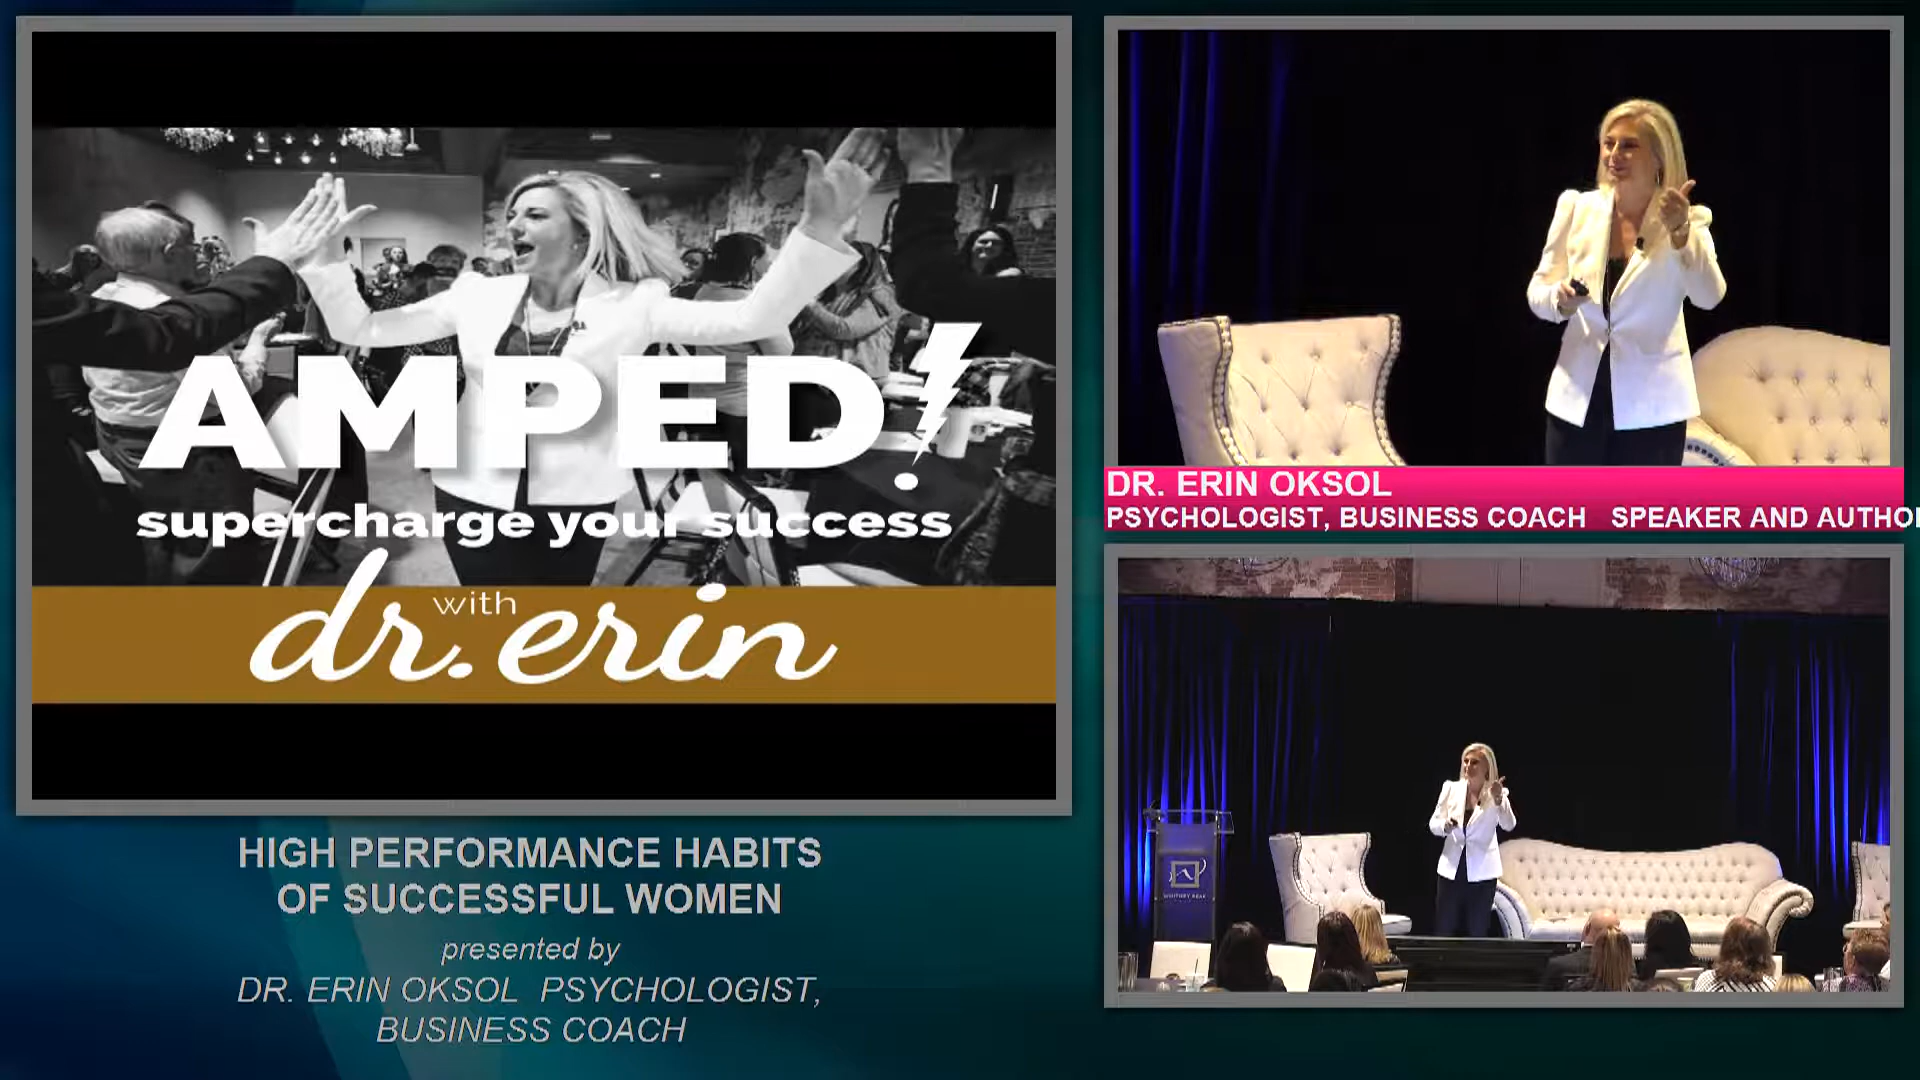 AMPED!
supercharge your success
with
dr. erin
HIGH PERFORMANCE HABITS
OF SUCCESSFUL WOMEN
presented by
DR. ERIN OKSOL PSYCHOLOGIST,
BUSINESS COACH
DR. ERIN OKSOL
PSYCHOLOGIST, BUSINESS COACH SPEAKER AND AUTHO